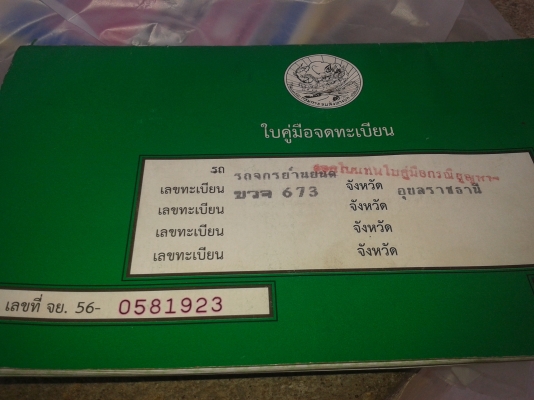 ใบคู่มือจดทะเบียน
รถ รถจักรยานยนต์
เลขทะเบียน ขวจ 673 จังหวัด อุบลราชธานี
เลขทะเบียน จังหวัด
เลขทะเบียน จังหวัด
เลขทะเบียน จังหวัด
เลขที่ จย. 56- 0581923